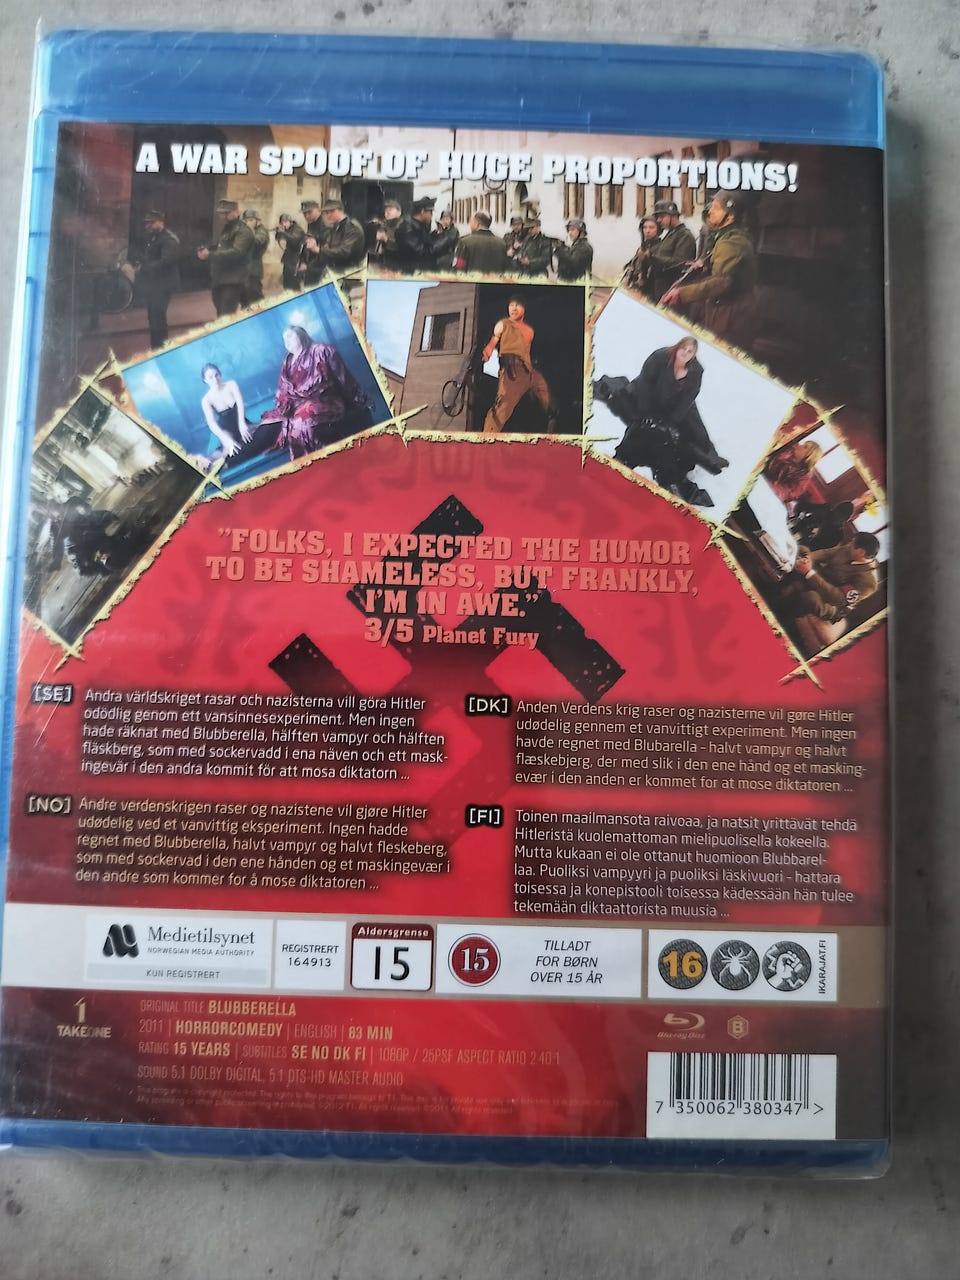 A WAR SPOOF OF HUGE PROPORTIONS!
"FOLKS, I EXPECTED THE HUMOR
TO BE SHAMELESS, BUT FRANKLY,
I'M IN AWE."
3/5 Planet Fury
[SE] Andra världskriget rasar och nazisterna vill göra Hitler
odödlig genom ett vansinnesexperiment. Men ingen
hade räknat med Blubberella, hälften vampyr och hälften
fläskberg, som med sockervadd i ena näven och ett mask-
ingevär i den andra kommit för att mosa diktatorn ...
[DK] Anden Verdens krig raser og nazisterne vil gøre Hitler
udødelig gennem et vanvittigt experiment. Men ingen
havde regnet med Blubarella - halvt vampyr og halvt
flæskebjerg, der med slik i den ene hånd og et masking-
evær i den anden er kommet for at mose diktatoren ...
[NO] Andre verdenskrigen raser og nazistene vil gjøre Hitler
udødelig ved et vanvittig eksperiment. Ingen hadde
regnet med Blubberella, halvt vampyr og halvt fleskeberg,
som med sockervad i den ene hånden og et maskingevær i
den andre som kommer for å mose diktatoren ...
[FI] Toinen maailmansota raivoaa, ja natsit yrittävät tehdä
Hitleristä kuolemattoman mielipuolisella kokeella.
Mutta kukaan ei ole ottanut huomioon Blubbarel-
laa. Puoliksi vampyyri ja puoliksi läskivuori - hattara
toisessa ja konepistooli toisessa kädessään hän tulee
tekemään diktaattorista muusia ...
Medietilsynet
NORWEGIAN MEDIA AUTHORITY
KUN REGISTRERT
REGISTRERT
164913
Aldersgrense
15
15
TILLADT
FOR BØRN
OVER 15 ÅR
16
IKARAJAT.FI
1
TAKEONE
ORIGINAL TITLE BLUBBERELLA
2011 | HORRORCOMEDY | ENGLISH | 83 MIN
RATING 15 YEARS | SUBTITLES SE NO DK FI | 1080P / 25PSF ASPECT RATIO 2.40:1
SOUND 5.1 DOLBY DIGITAL, 5.1 DTS-HD MASTER AUDIO
Blu-ray Disc
B
7 350062 380347 >